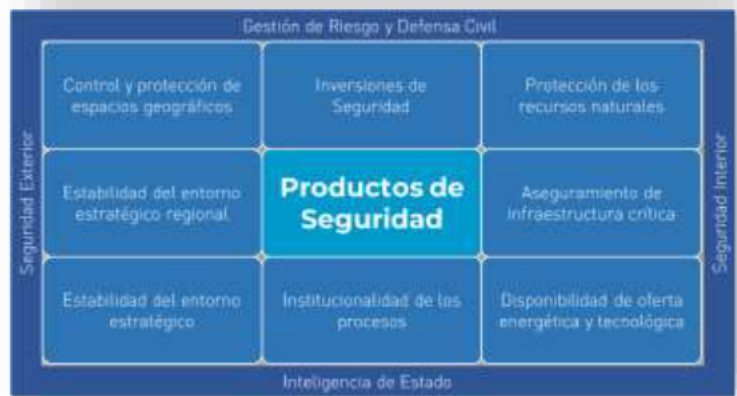 Gestión de Riesgo y Defensa Civil
Control y protección de
espacios geográficos
Inversiones de
Seguridad
Protección de los
recursos naturales
Seguridad Exterior
Estabilidad del entorno
estratégico regional
Productos de
Seguridad
Aseguramiento de
infraestructura crítica
Seguridad Interior
Estabilidad del entorno
estratégico
Institucionalidad de los
procesos
Disponibilidad de oferta
energética y tecnológica
Inteligencia de Estado